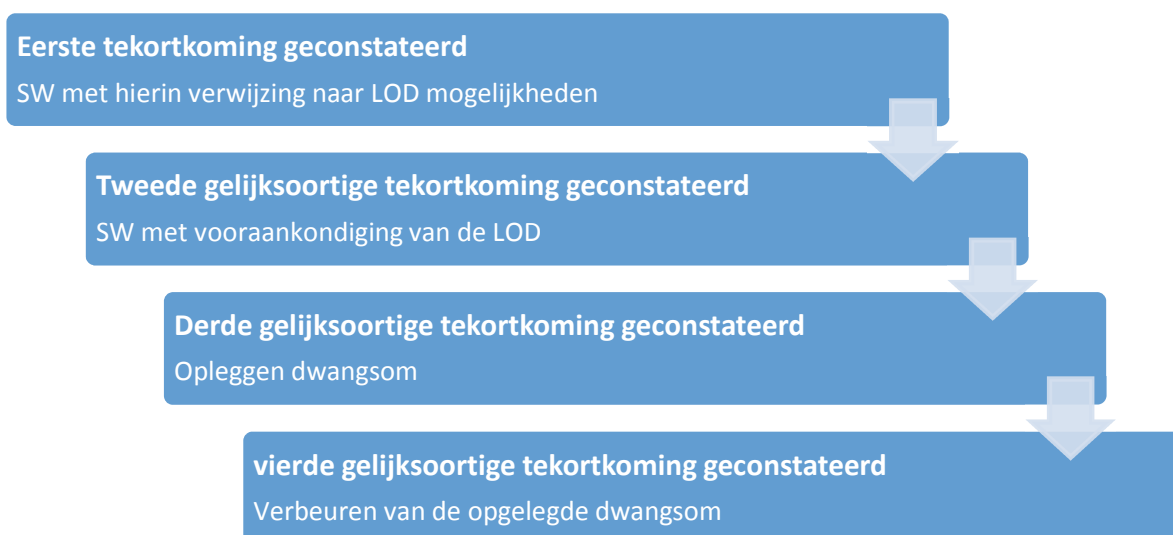 Eerste tekortkoming geconstateerd
SW met hierin verwijzing naar LOD mogelijkheden
Tweede gelijksoortige tekortkoming geconstateerd
SW met vooraankondiging van de LOD
Derde gelijksoortige tekortkoming geconstateerd
Opleggen dwangsom
vierde gelijksoortige tekortkoming geconstateerd
Verbeuren van de opgelegde dwangsom